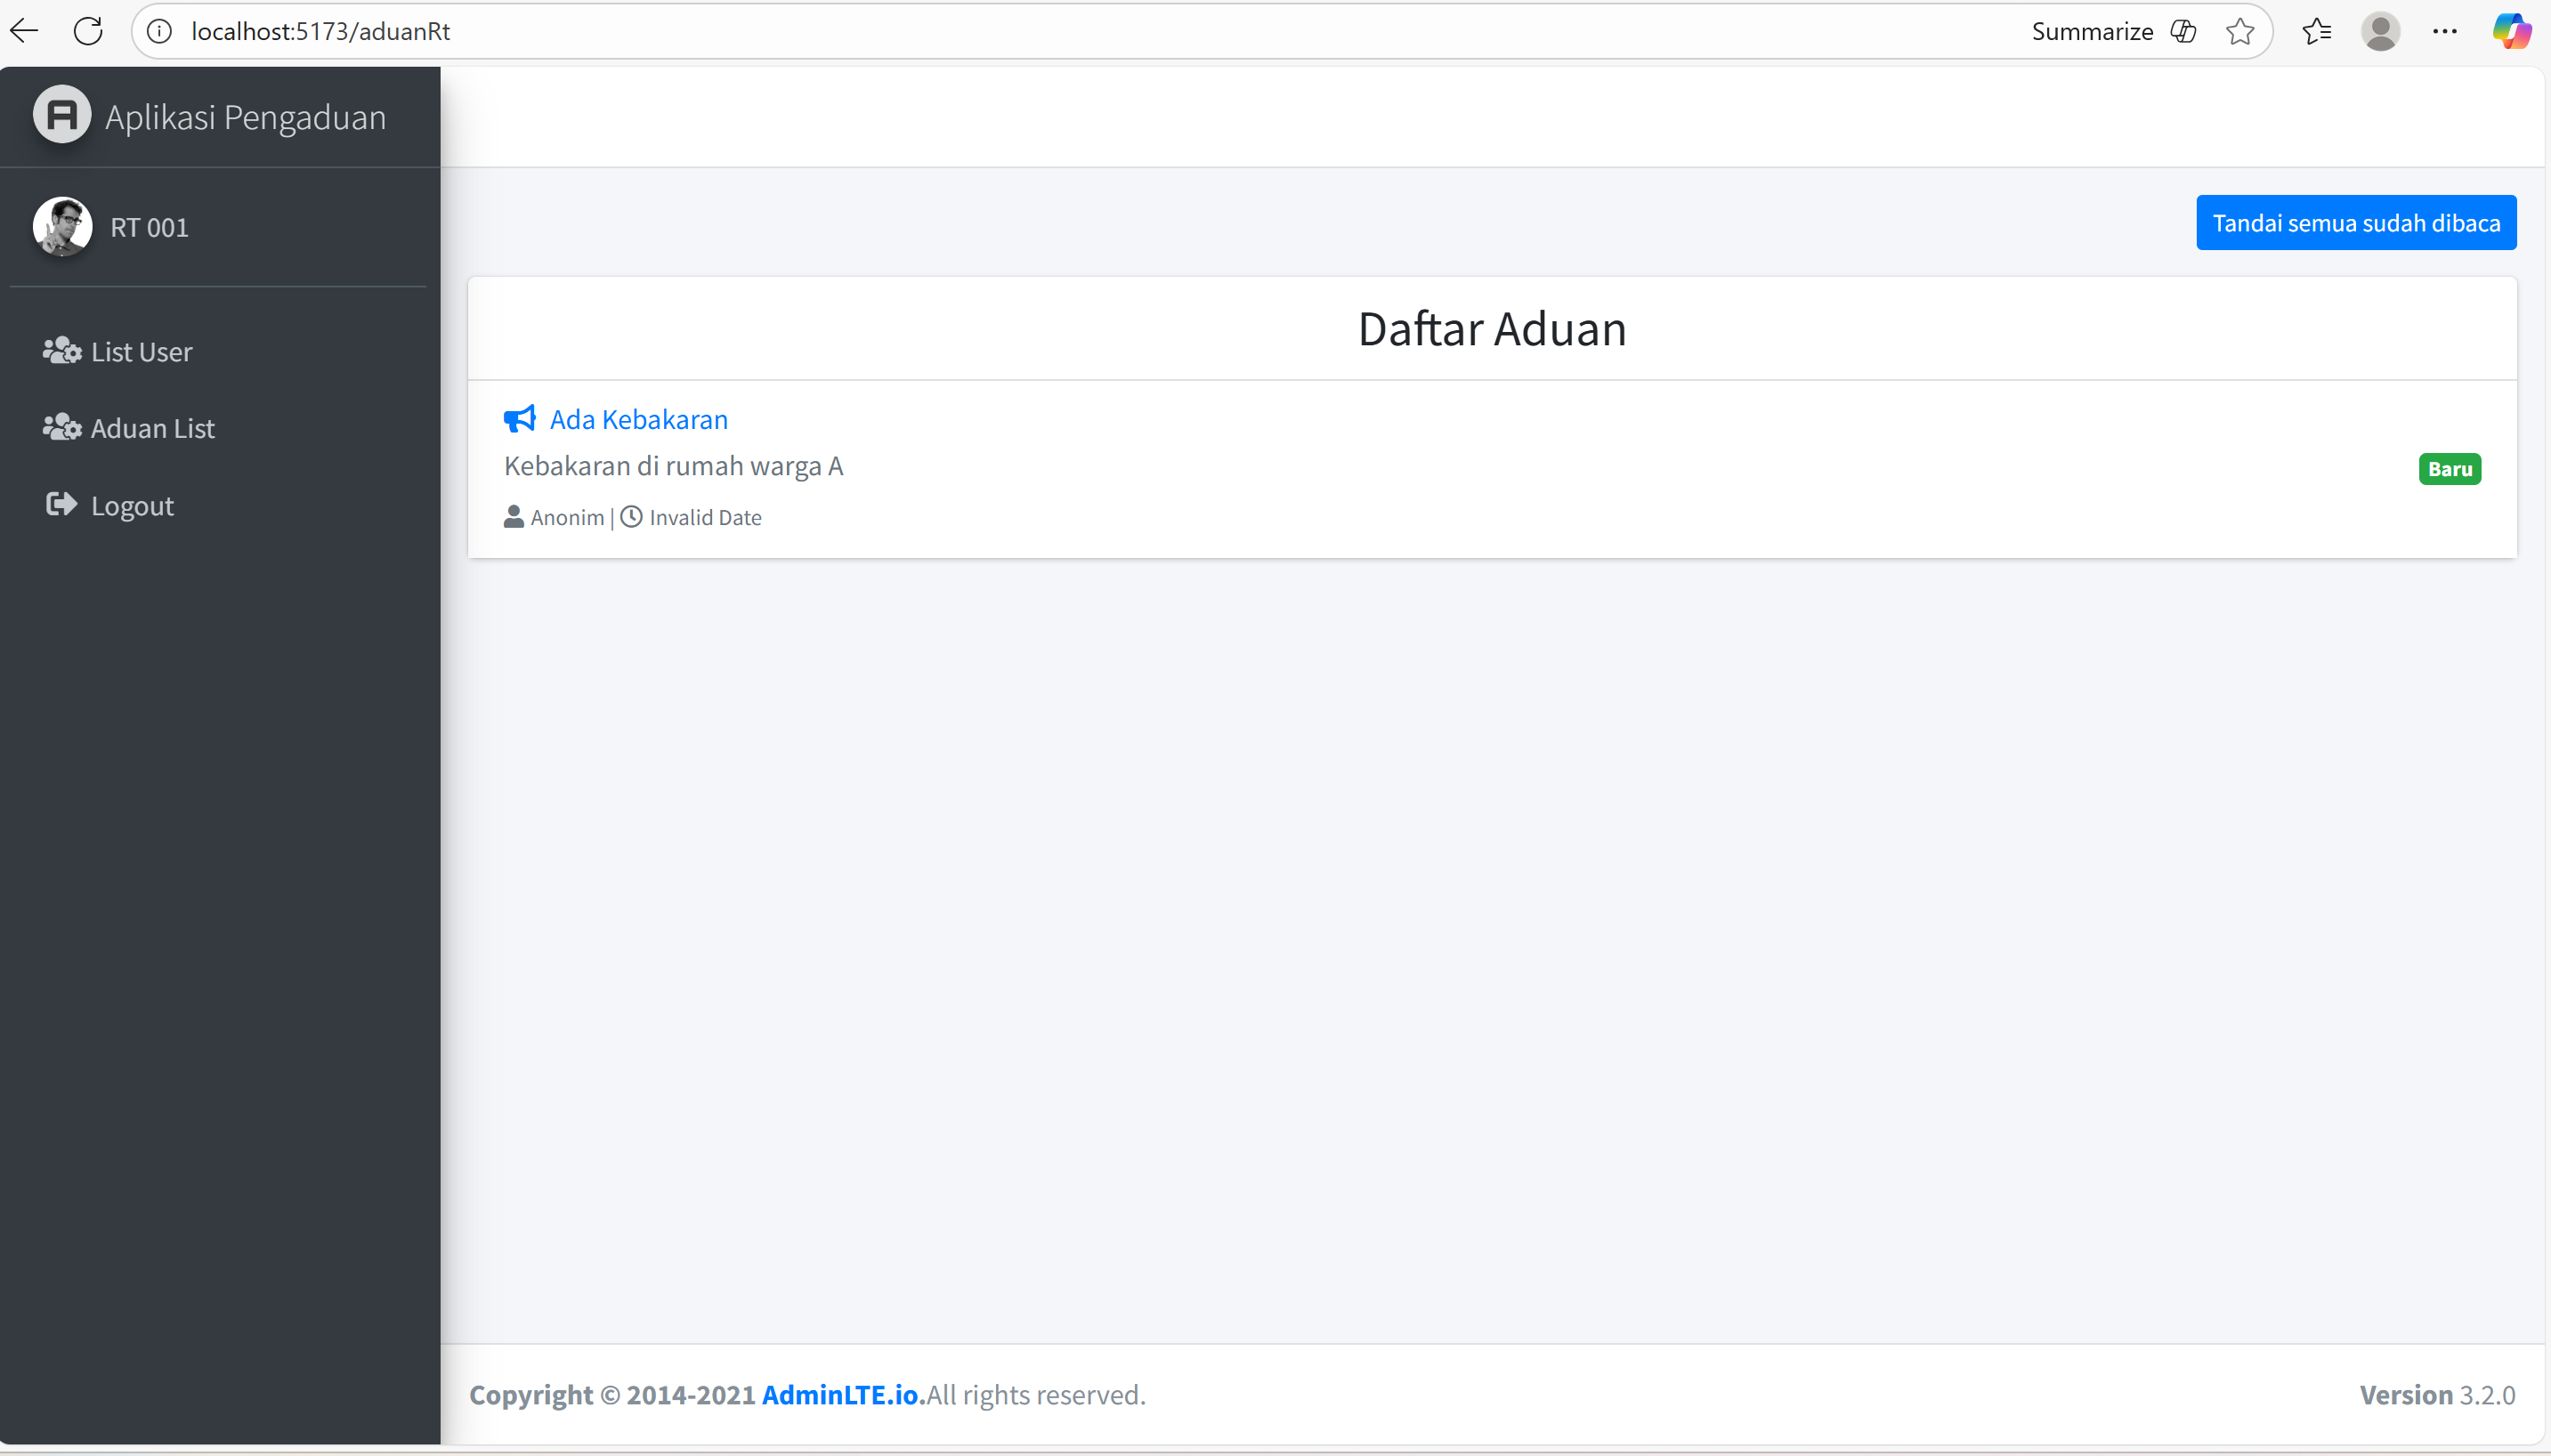 localhost:5173/aduanRt
Summarize
Aplikasi Pengaduan
RT 001
List User
Aduan List
Logout
Tandai semua sudah dibaca
Daftar Aduan
Ada Kebakaran
Kebakaran di rumah warga A
Baru
Anonim | Invalid Date
Copyright © 2014-2021 AdminLTE.io.All rights reserved.
Version 3.2.0